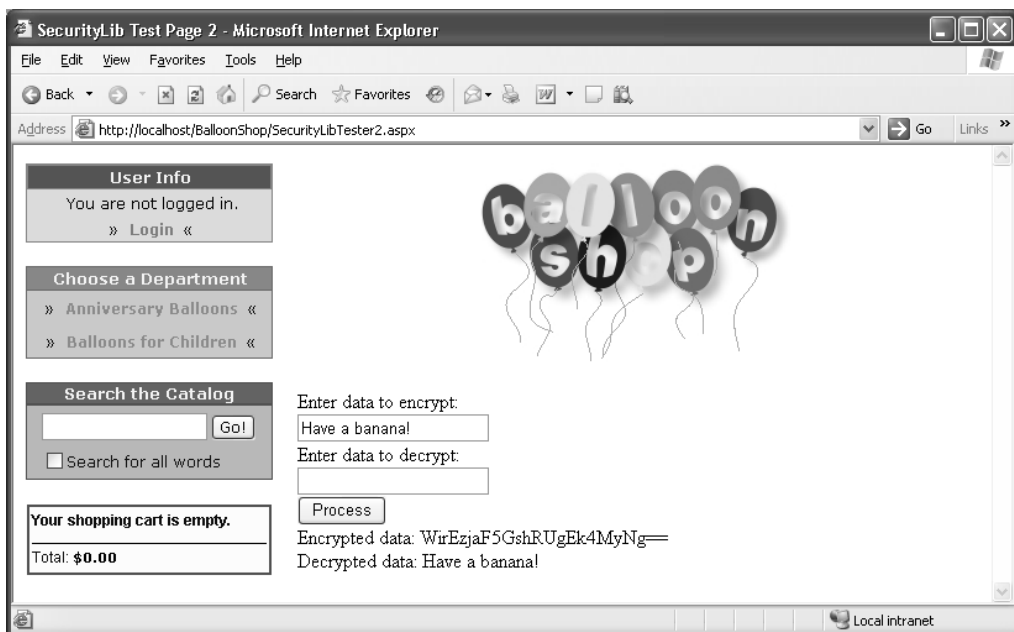 SecurityLib Test Page 2 - Microsoft Internet Explorer
File Edit View Favorites Tools Help
Back Search Favorites
Address http://localhost/BalloonShop/SecurityLibTester2.aspx Go Links »
User Info
You are not logged in.
» Login «
Choose a Department
» Anniversary Balloons «
» Balloons for Children «
Search the Catalog
Go!
Search for all words
Your shopping cart is empty.
Total: $0.00
balloon
shop
Enter data to encrypt:
Have a banana!
Enter data to decrypt:
Process
Encrypted data: WirEzjaF5GshRUgEk4MyNg==
Decrypted data: Have a banana!
Local intranet